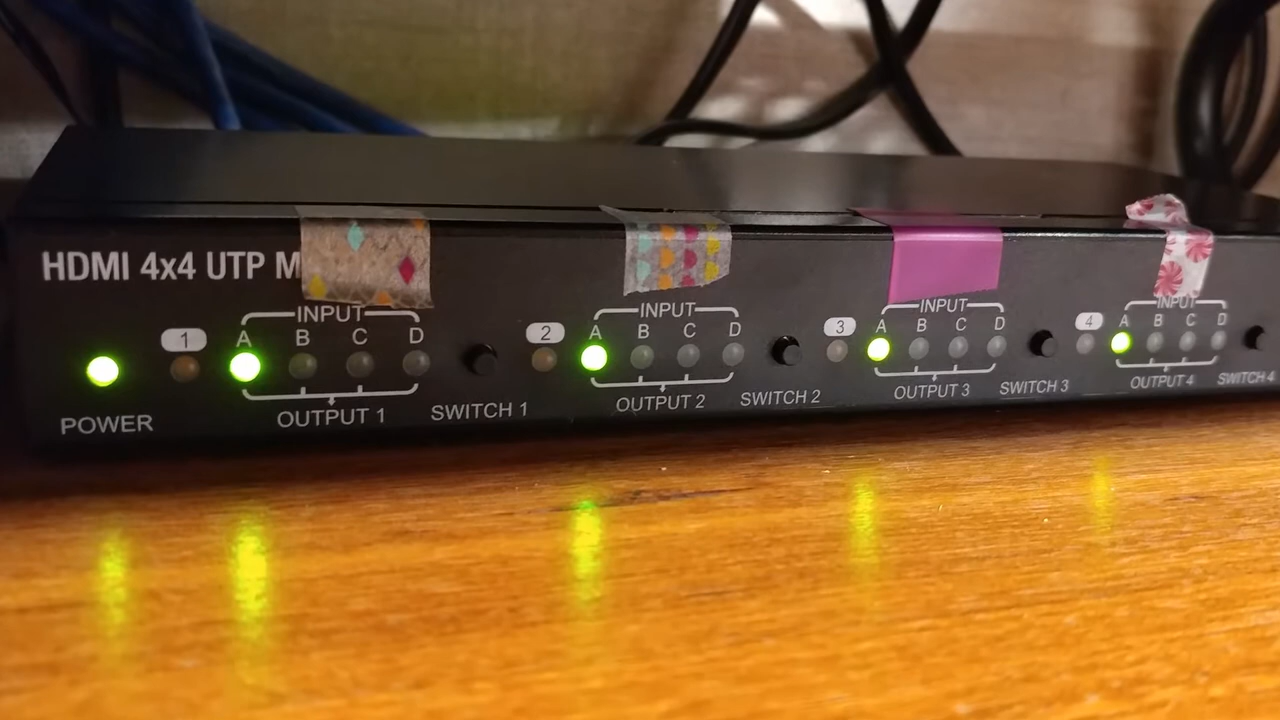 HDMI 4x4 UTP M
POWER
1
INPUT
A B C D
OUTPUT 1
SWITCH 1
2
INPUT
A B C D
OUTPUT 2
SWITCH 2
3
INPUT
A B C D
OUTPUT 3
SWITCH 3
4
INPUT
A B C D
OUTPUT 4
SWITCH 4